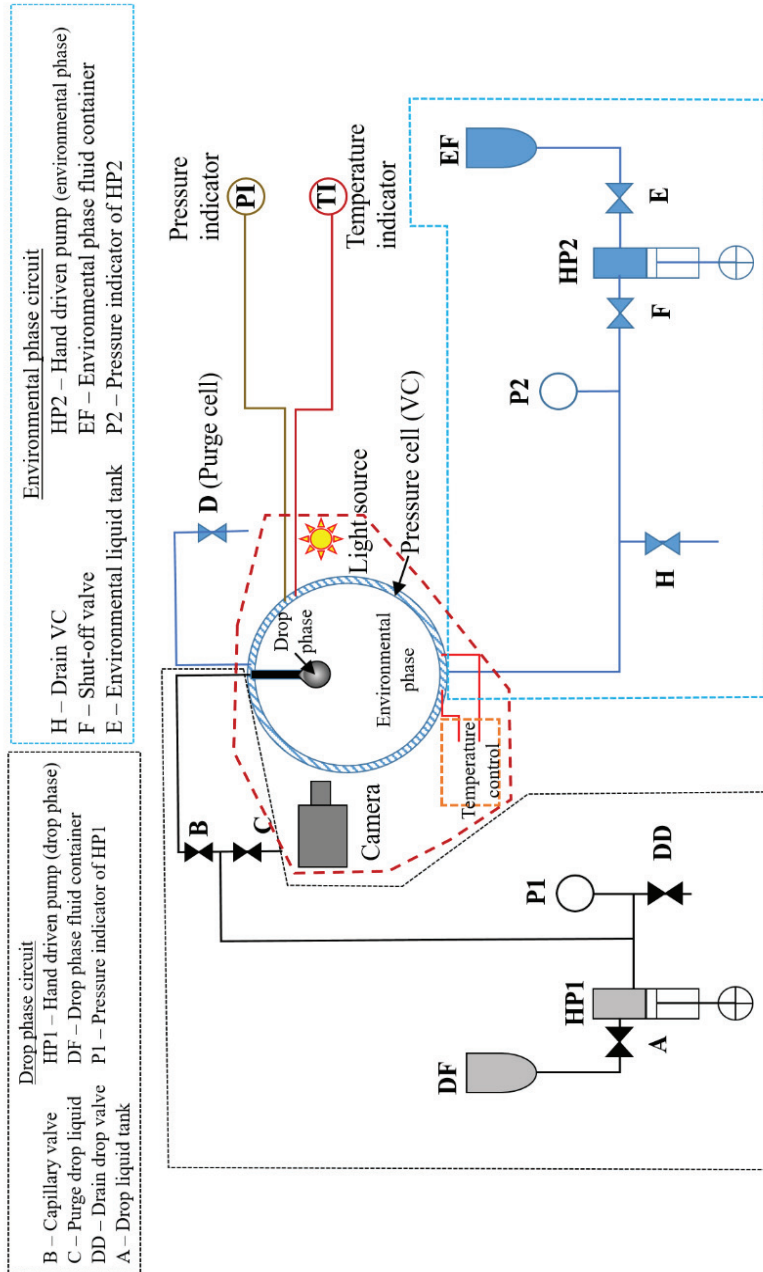 Drop phase circuit
B – Capillary valve
C – Purge drop liquid
DD – Drain drop valve
A – Drop liquid tank
HP1 – Hand driven pump (drop phase)
DF – Drop phase fluid container
P1 – Pressure indicator of HP1
Environmental phase circuit
H – Drain VC
F – Shut-off valve
E – Environmental liquid tank
HP2 – Hand driven pump (environmental phase)
EF – Environmental phase fluid container
P2 – Pressure indicator of HP2
B
C
D (Purge cell)
Pressure
indicator
PI
TI
Temperature
indicator
Camera
Drop
phase
Light source
Environmental
phase
Pressure cell (VC)
Temperature
control
DF
A
HP1
P1
DD
H
P2
F
HP2
E
EF